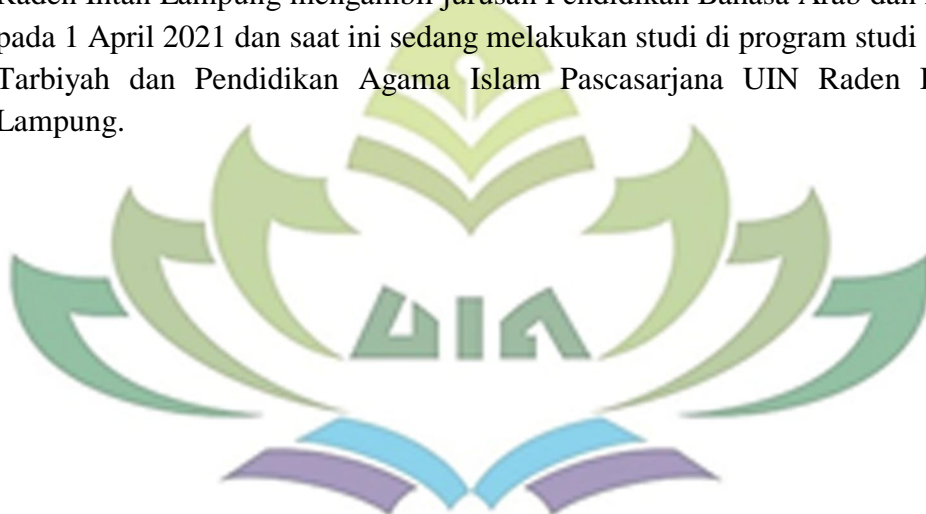 Raden Intan Lampung mengambil jurusan Pendidikan Bahasa Arab dan
pada 1 April 2021 dan saat ini sedang melakukan studi di program studi
Tarbiyah dan Pendidikan Agama Islam Pascasarjana UIN Raden
Lampung.
UIN